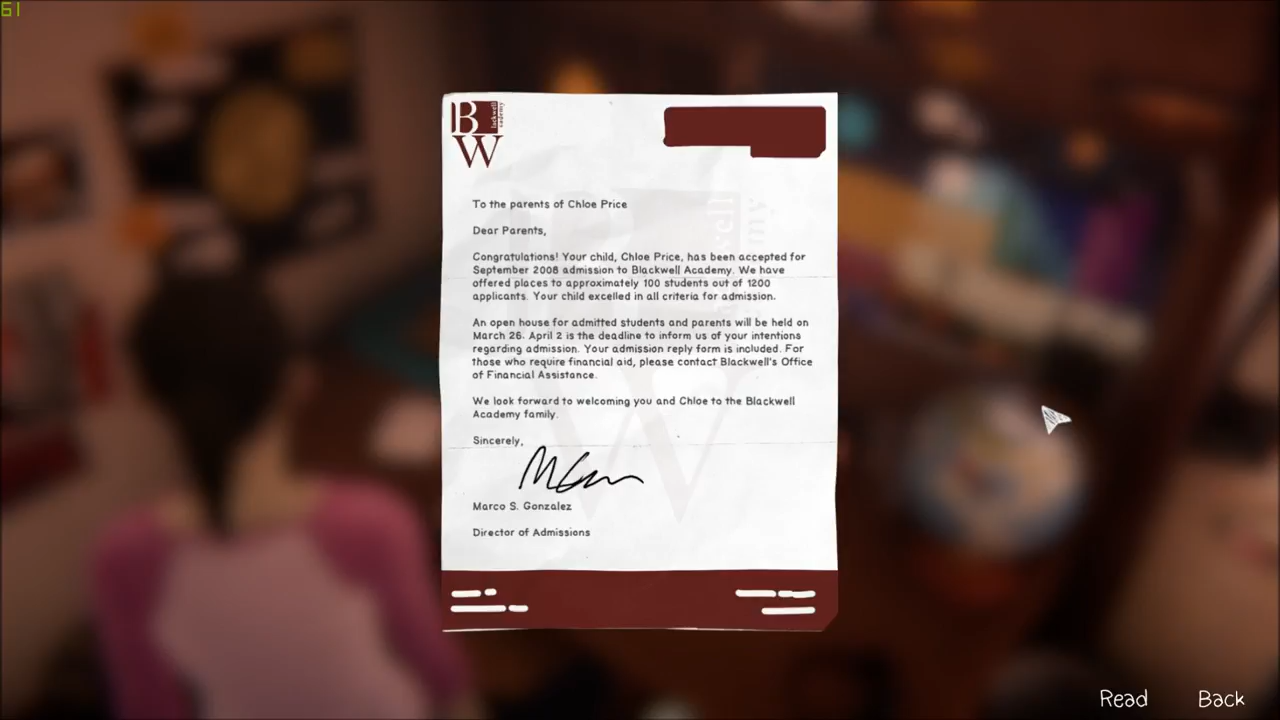 61
BW
Blackwell
Academy
To the parents of Chloe Price
Dear Parents,
Congratulations! Your child, Chloe Price, has been accepted for
September 2008 admission to Blackwell Academy. We have
offered places to approximately 100 students out of 1200
applicants. Your child excelled in all criteria for admission.
An open house for admitted students and parents will be held on
March 26. April 2 is the deadline to inform us of your intentions
regarding admission. Your admission reply form is included. For
those who require financial aid, please contact Blackwell's Office
of Financial Assistance.
We look forward to welcoming you and Chloe to the Blackwell
Academy family.
Sincerely,
Marco S. Gonzalez
Director of Admissions
Read
Back